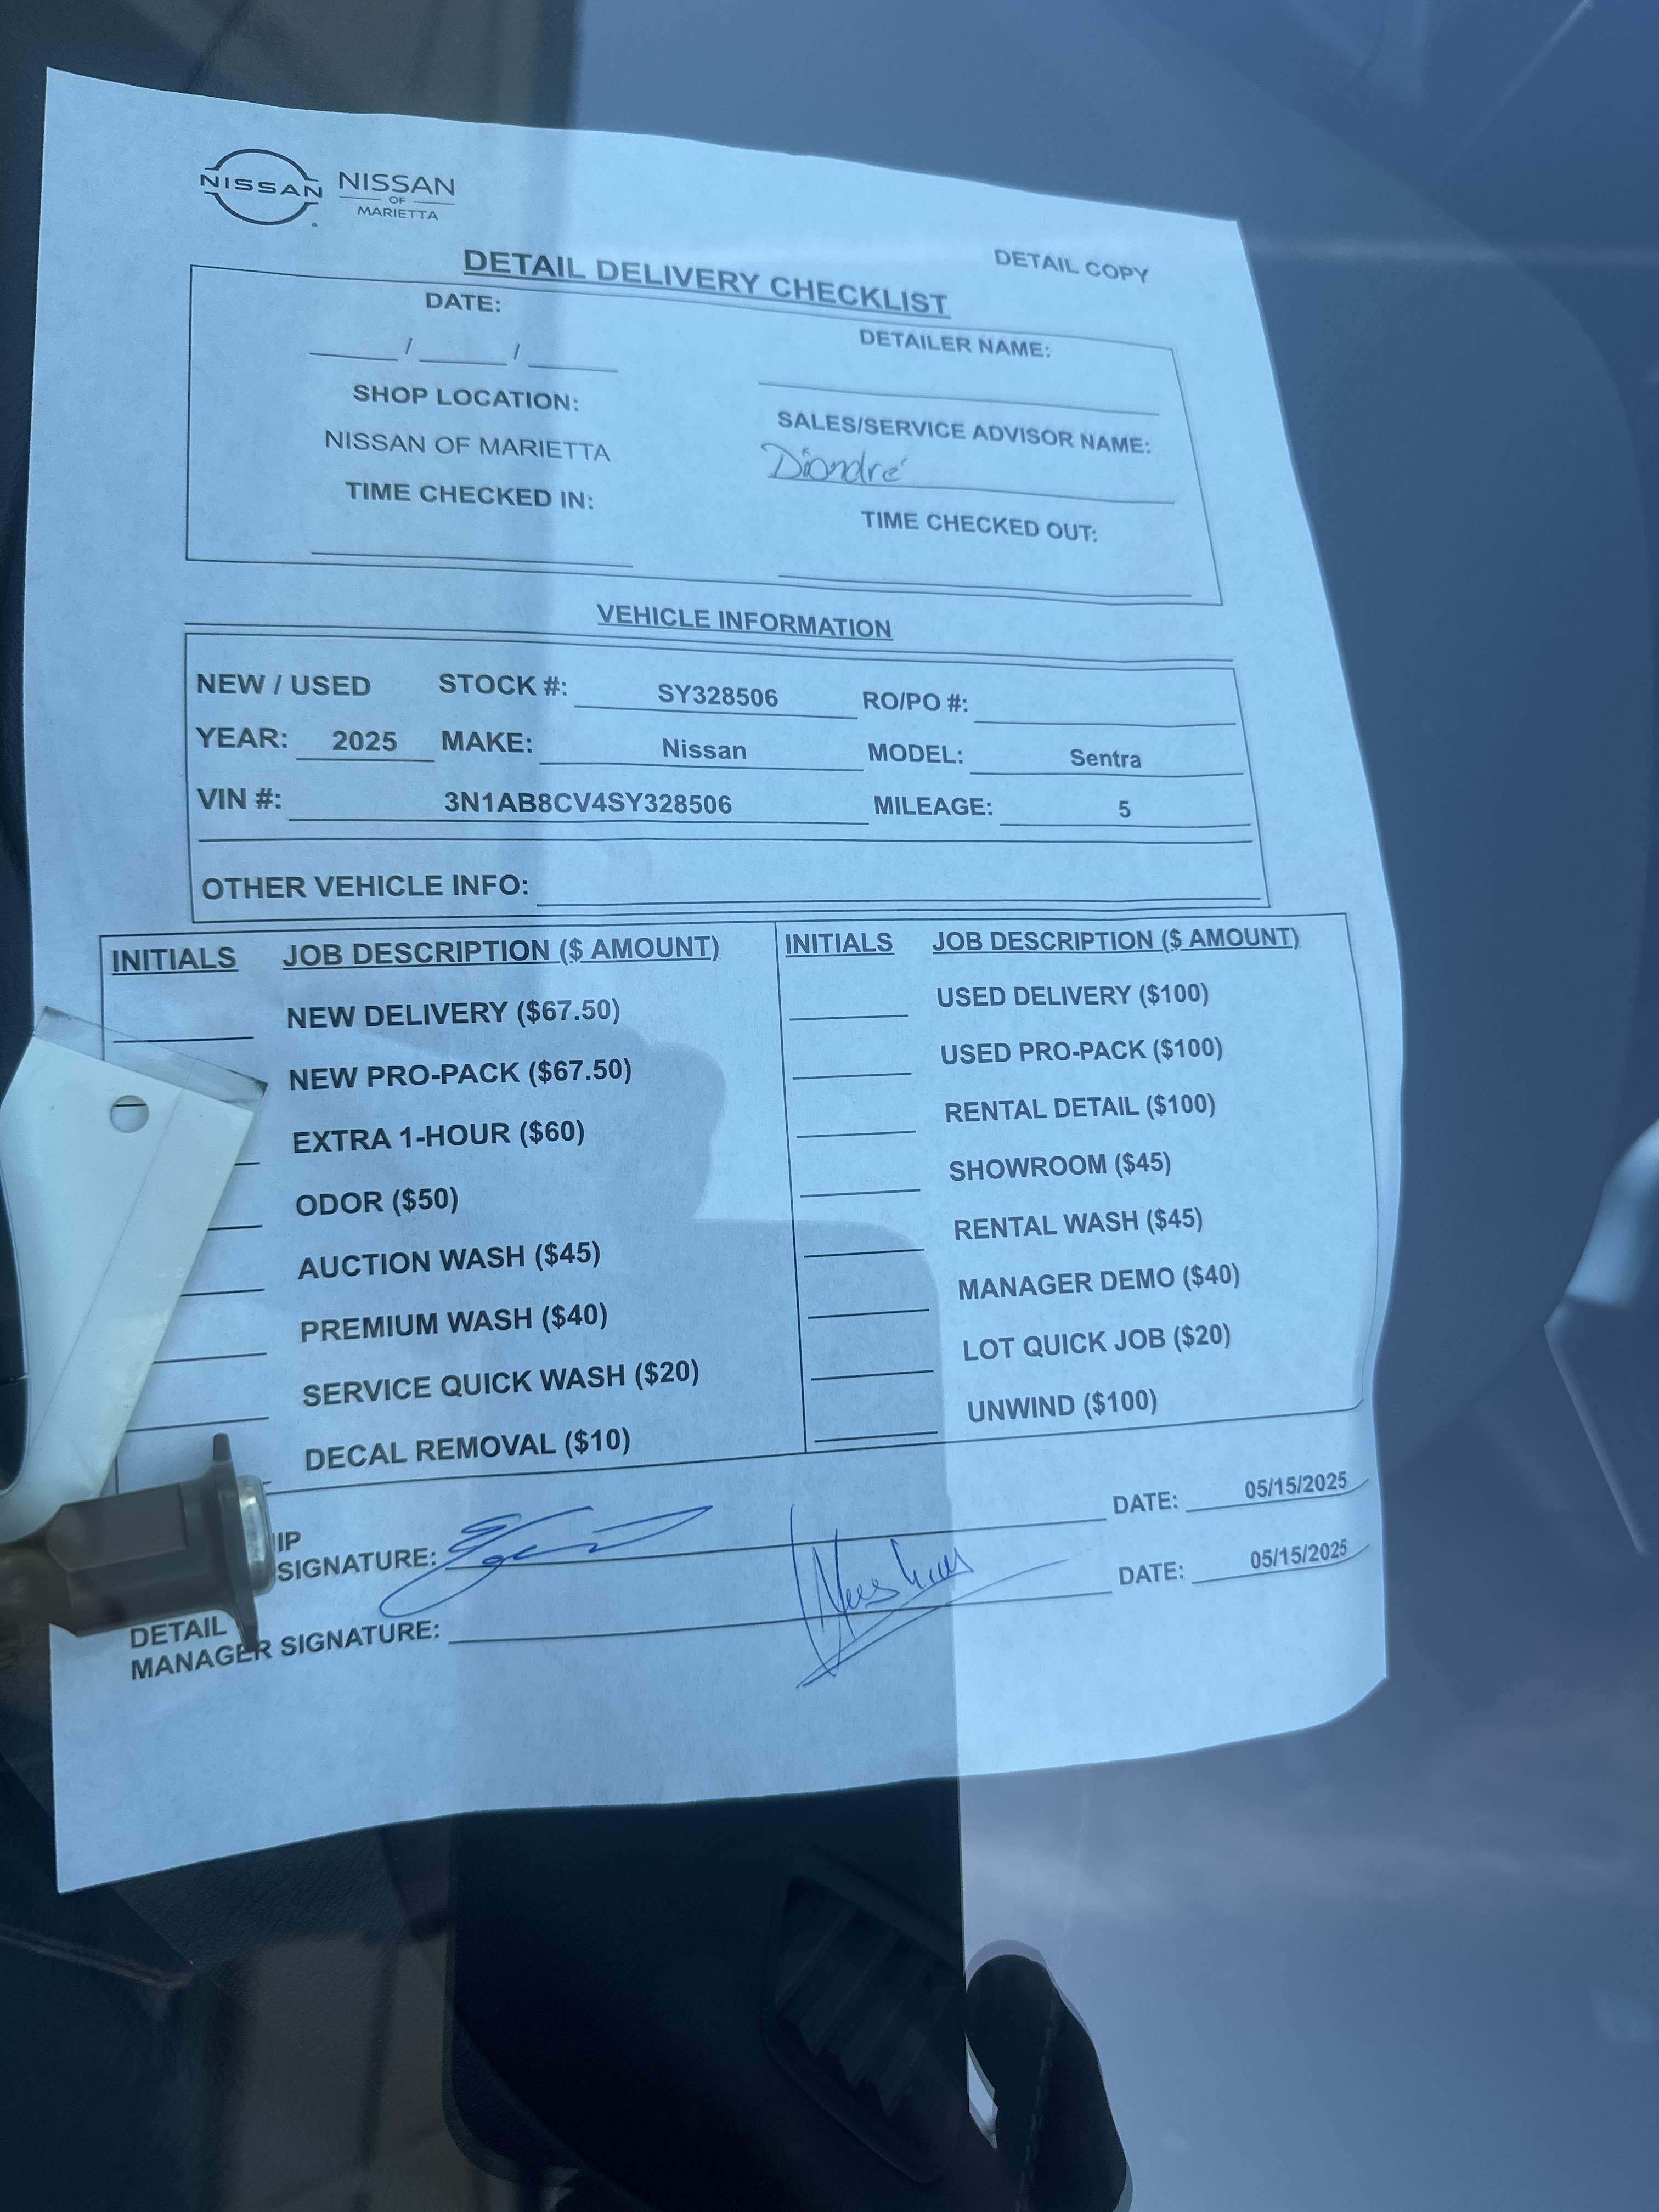 NISSAN
NISSAN
OF
MARIETTA
DETAIL COPY
DETAIL DELIVERY CHECKLIST
DATE:
___/___/___
DETAILER NAME:
SHOP LOCATION:
NISSAN OF MARIETTA
SALES/SERVICE ADVISOR NAME:
Diondré
TIME CHECKED IN:
TIME CHECKED OUT:
VEHICLE INFORMATION
NEW / USED STOCK #: SY328506 RO/PO #:
YEAR: 2025 MAKE: Nissan MODEL: Sentra
VIN #: 3N1AB8CV4SY328506 MILEAGE: 5
OTHER VEHICLE INFO:
INITIALS JOB DESCRIPTION ($ AMOUNT)
NEW DELIVERY ($67.50)
NEW PRO-PACK ($67.50)
EXTRA 1-HOUR ($60)
ODOR ($50)
AUCTION WASH ($45)
PREMIUM WASH ($40)
SERVICE QUICK WASH ($20)
DECAL REMOVAL ($10)
INITIALS JOB DESCRIPTION ($ AMOUNT)
USED DELIVERY ($100)
USED PRO-PACK ($100)
RENTAL DETAIL ($100)
SHOWROOM ($45)
RENTAL WASH ($45)
MANAGER DEMO ($40)
LOT QUICK JOB ($20)
UNWIND ($100)
IP
SIGNATURE: DATE: 05/15/2025
DETAIL
MANAGER SIGNATURE: DATE: 05/15/2025